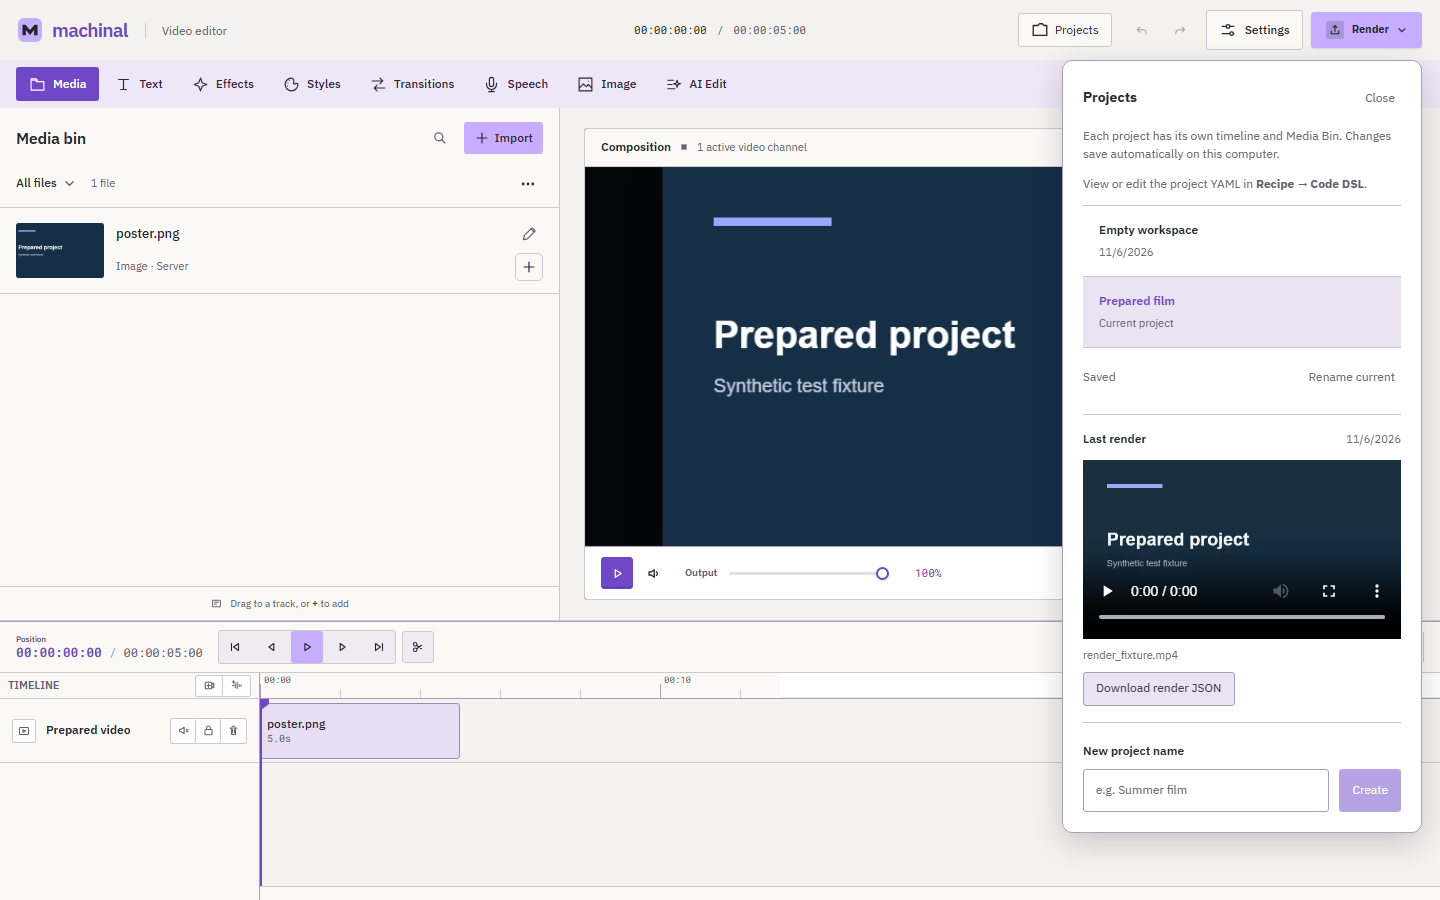 machinal
Video editor
00:00:00:00 / 00:00:05:00
Projects
Settings
Render
Media
Text
Effects
Styles
Transitions
Speech
Image
AI Edit
Media bin
Import
All files
1 file
poster.png
Image · Server
Prepared project
Synthetic test fixture
Drag to a track, or + to add
Composition
1 active video channel
Prepared project
Synthetic test fixture
Output
100%
Projects
Close
Each project has its own timeline and Media Bin. Changes
save automatically on this computer.
View or edit the project YAML in Recipe → Code DSL.
Empty workspace
11/6/2026
Prepared film
Current project
Saved
Rename current
Last render
11/6/2026
Prepared project
Synthetic test fixture
0:00 / 0:00
render_fixture.mp4
Download render JSON
New project name
e.g. Summer film
Create
Position
00:00:00:00 / 00:00:05:00
TIMELINE
00:00
00:10
Prepared video
poster.png
5.0s